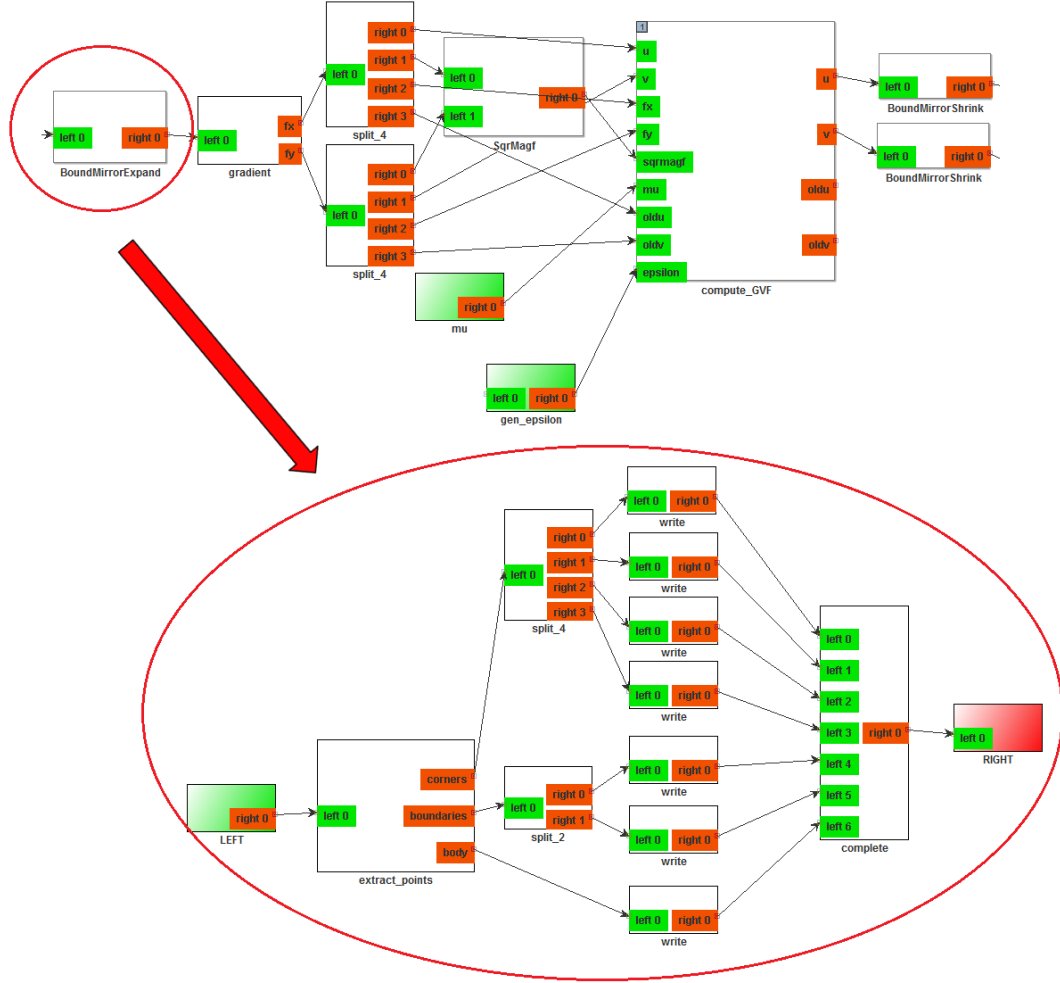 left 0
right 0
BoundMirrorExpand
left 0
fx
fy
gradient
left 0
right 0
right 1
right 2
right 3
split_4
left 0
right 0
right 1
right 2
right 3
split_4
left 0
left 1
right 0
SqrMagf
right 0
mu
left 0
right 0
gen_epsilon
1
u
v
fx
fy
sqrmagf
mu
oldu
oldv
epsilon
u
v
oldu
oldv
compute_GVF
left 0
right 0
BoundMirrorShrink
left 0
right 0
BoundMirrorShrink
right 0
LEFT
left 0
corners
boundaries
body
extract_points
left 0
right 0
right 1
right 2
right 3
split_4
left 0
right 0
right 1
split_2
left 0
right 0
write
left 0
right 0
write
left 0
right 0
write
left 0
right 0
write
left 0
right 0
write
left 0
right 0
write
left 0
right 0
write
left 0
left 1
left 2
left 3
left 4
left 5
left 6
right 0
complete
left 0
RIGHT